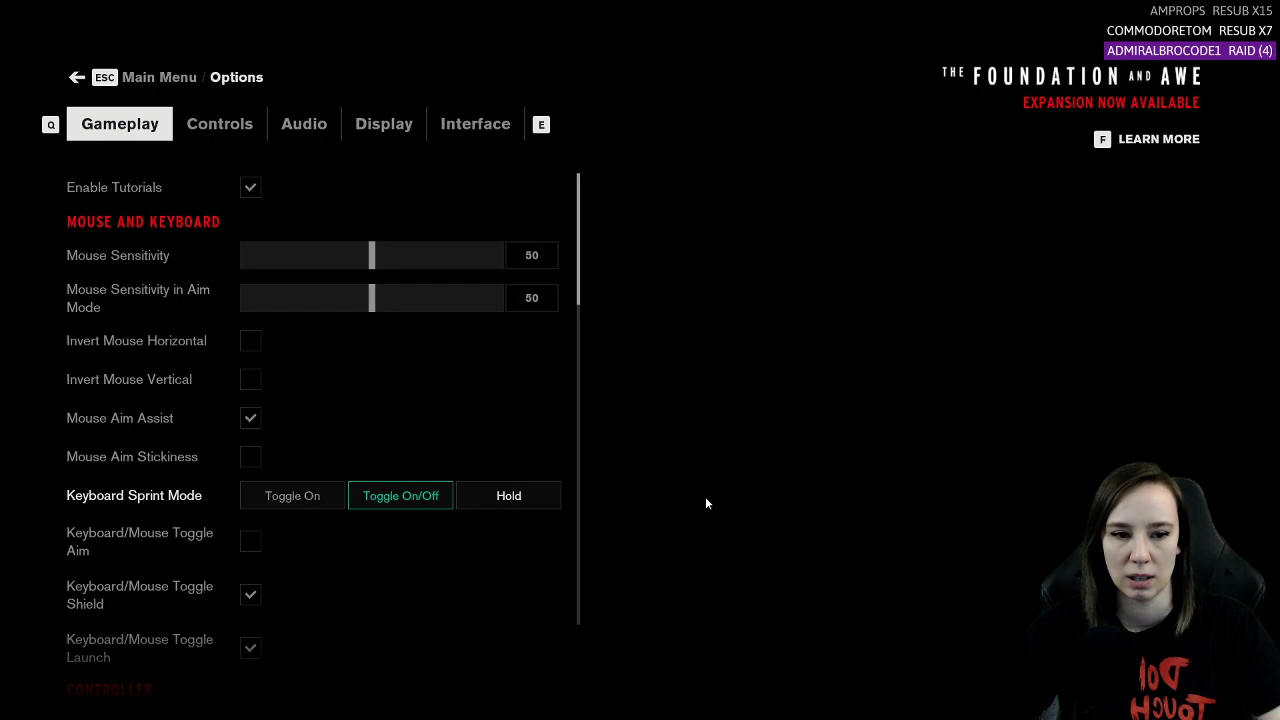 AMPROPS RESUB X15
COMMODORETOM RESUB X7
ADMIRALBROCODE1 RAID (4)
ESC Main Menu / Options
THE FOUNDATION AND AWE
EXPANSION NOW AVAILABLE
F LEARN MORE
Q Gameplay Controls Audio Display Interface E
Enable Tutorials
MOUSE AND KEYBOARD
Mouse Sensitivity 50
Mouse Sensitivity in Aim
Mode 50
Invert Mouse Horizontal
Invert Mouse Vertical
Mouse Aim Assist
Mouse Aim Stickiness
Keyboard Sprint Mode Toggle On Toggle On/Off Hold
Keyboard/Mouse Toggle
Aim
Keyboard/Mouse Toggle
Shield
Keyboard/Mouse Toggle
Launch
CONTROLLER